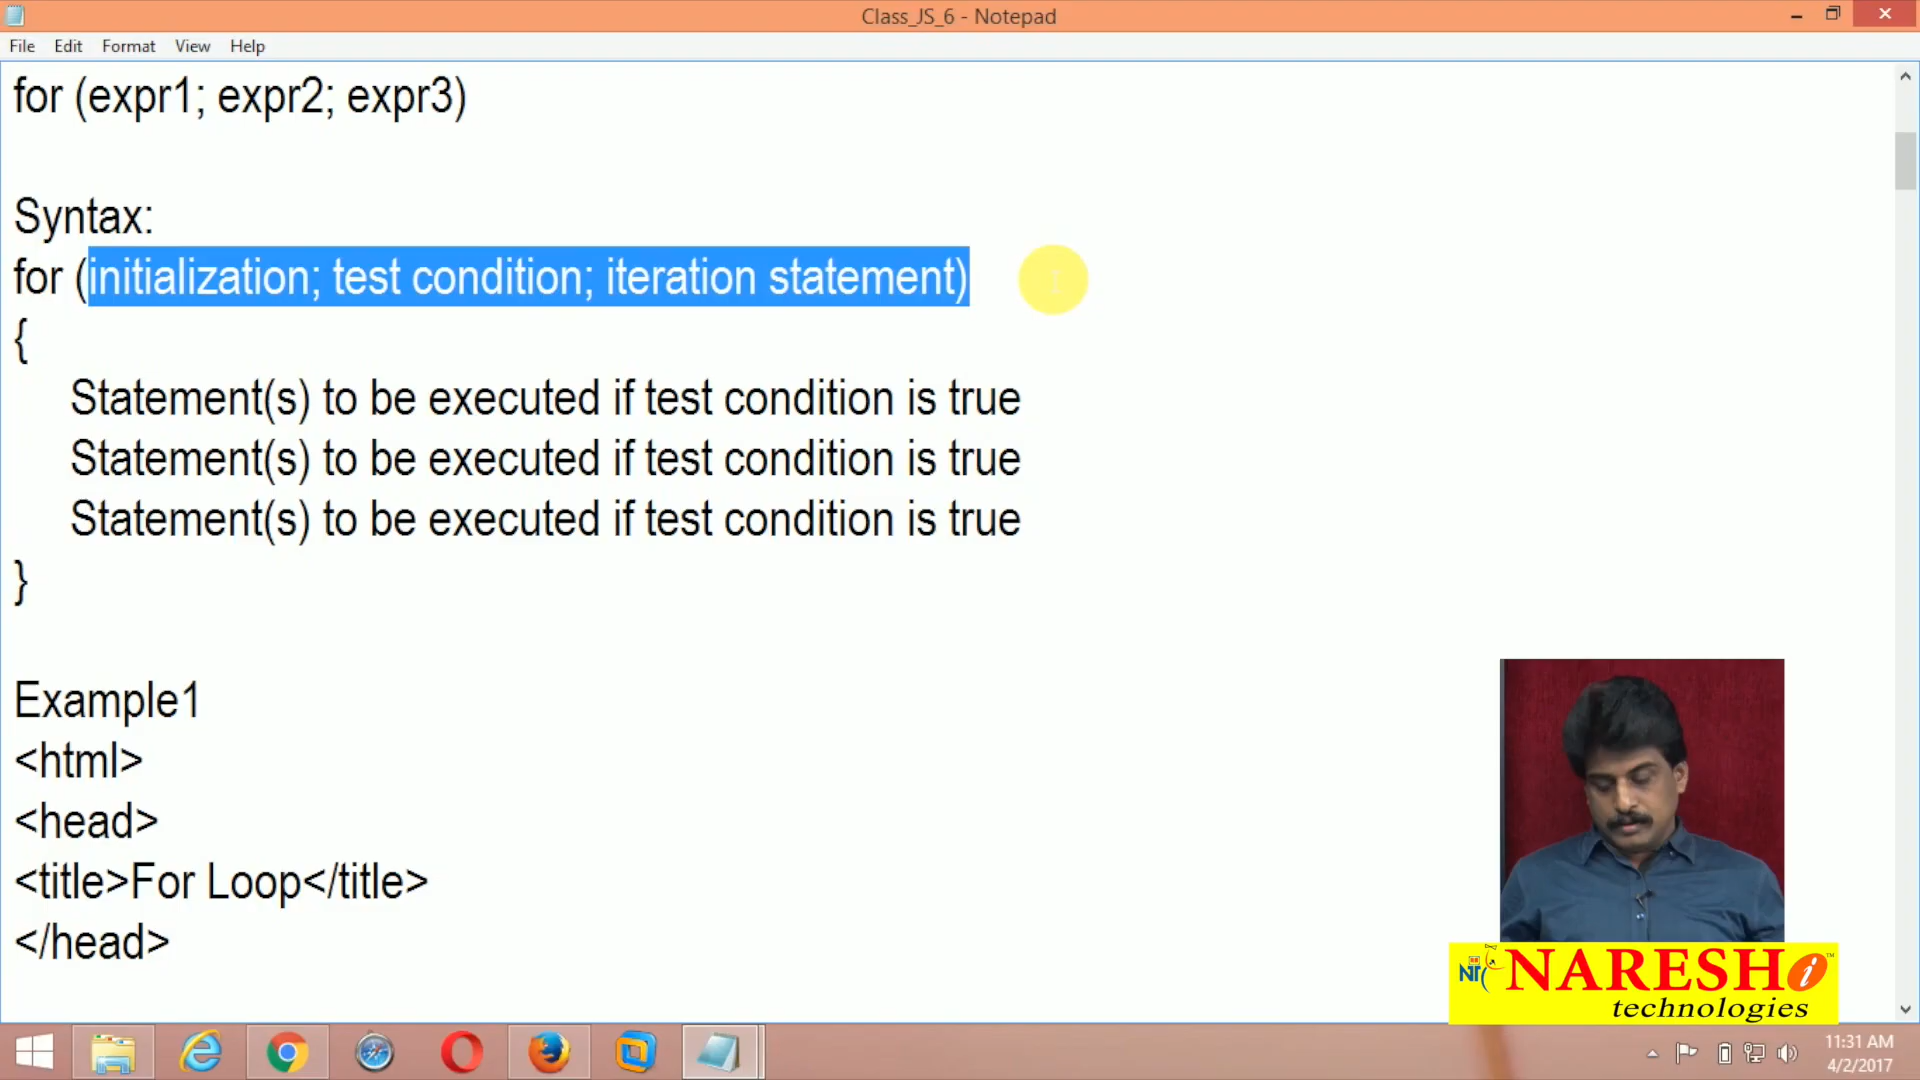 Class_JS_6 - Notepad
File Edit Format View Help
for (expr1; expr2; expr3)
Syntax:
for (initialization; test condition; iteration statement)
{
Statement(s) to be executed if test condition is true
Statement(s) to be executed if test condition is true
Statement(s) to be executed if test condition is true
}
Example1
<html>
<head>
<title>For Loop</title>
</head>
NT NARESH i
technologies
11:31 AM
4/2/2017